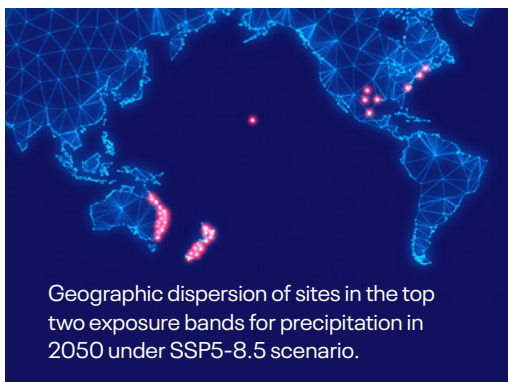 Geographic dispersion of sites in the top
two exposure bands for precipitation in
2050 under SSP5-8.5 scenario.